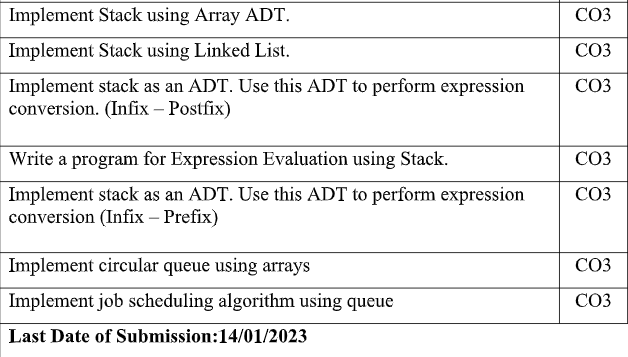 Implement Stack using Array ADT. CO3
Implement Stack using Linked List. CO3
Implement stack as an ADT. Use this ADT to perform expression CO3
conversion. (Infix – Postfix)
Write a program for Expression Evaluation using Stack. CO3
Implement stack as an ADT. Use this ADT to perform expression CO3
conversion (Infix – Prefix)
Implement circular queue using arrays CO3
Implement job scheduling algorithm using queue CO3
Last Date of Submission:14/01/2023